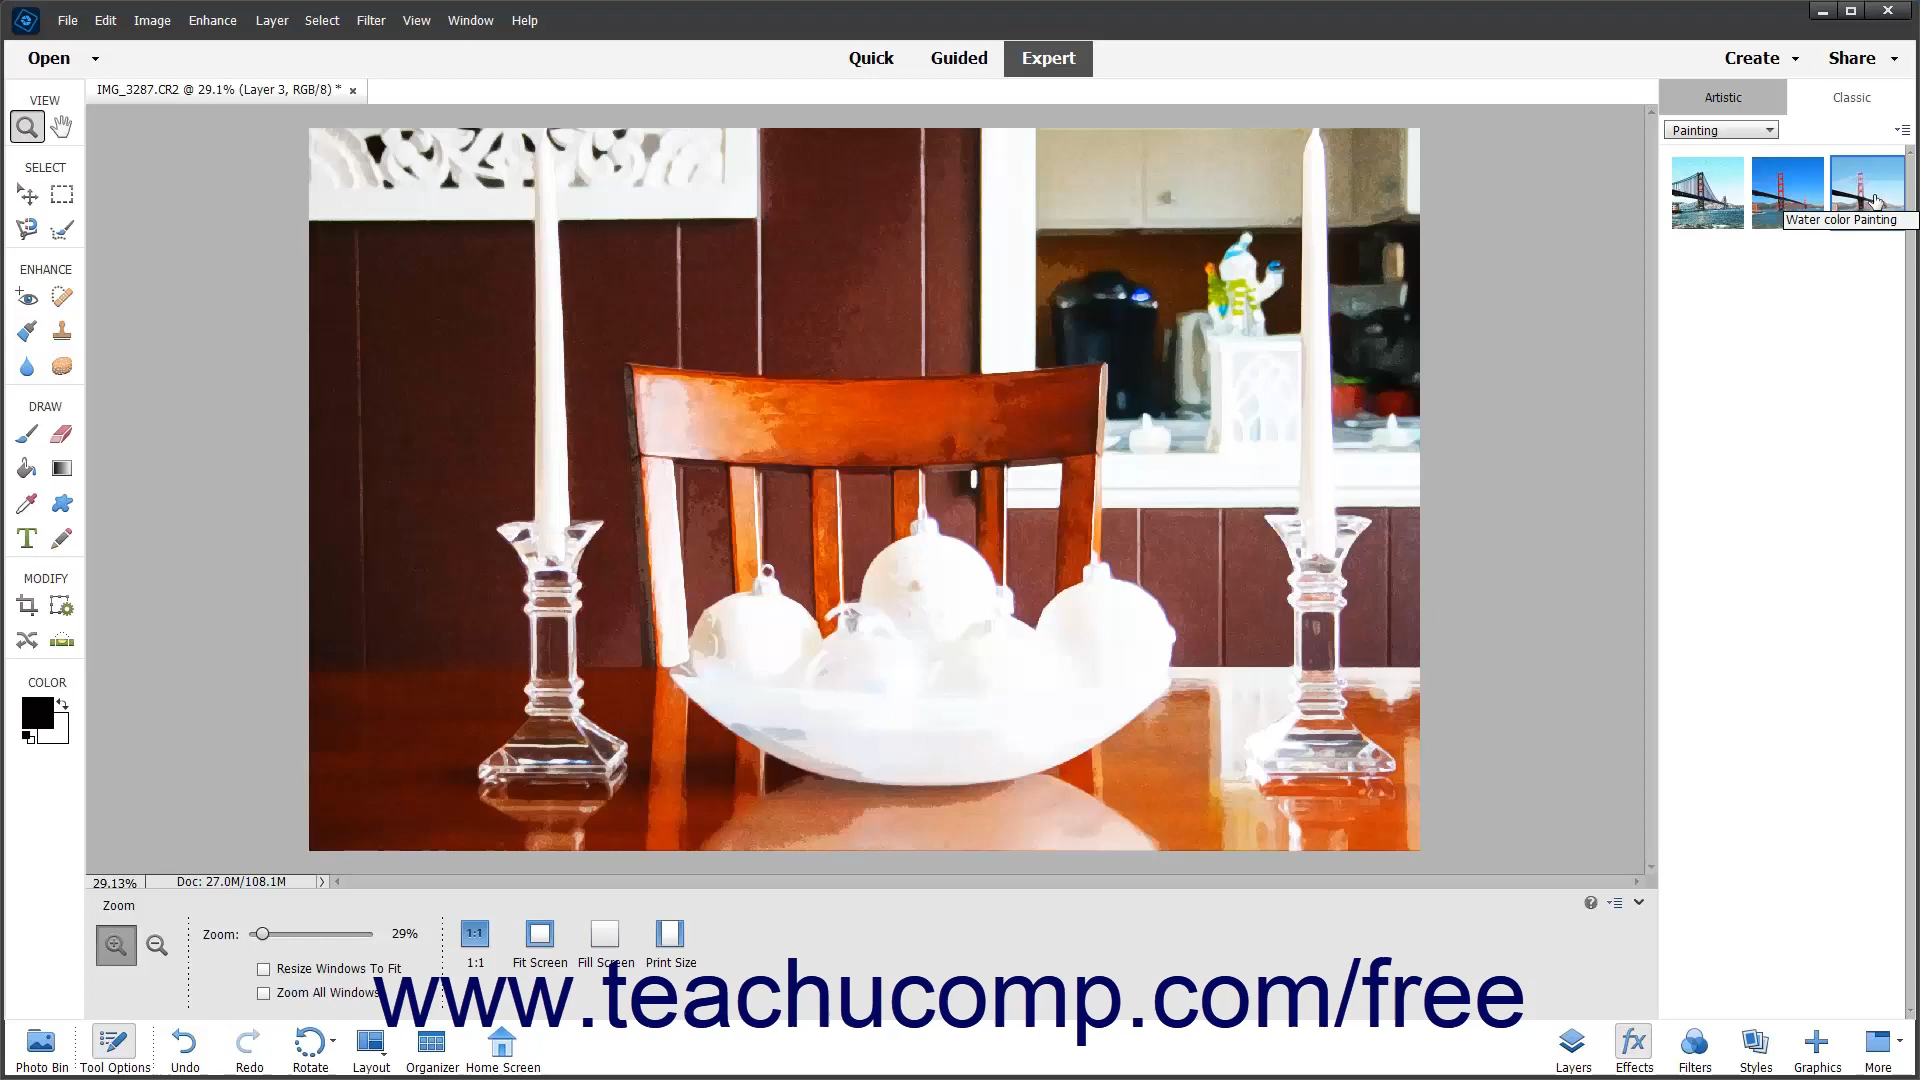 File Edit Image Enhance Layer Select Filter View Window Help
Open Quick Guided Expert Create Share
VIEW
IMG_3287.CR2 @ 29.1% (Layer 3, RGB/8) * x
Artistic Classic
Painting
SELECT
Water color Painting
ENHANCE
DRAW
T
MODIFY
COLOR
29.13% Doc: 27.0M/108.1M
Zoom
Zoom: 29%
1:1
1:1 Fit Screen Fill Screen Print Size
Resize Windows To Fit
Zoom All Windows
www.teachucomp.com/free
fx
Photo Bin Tool Options Undo Redo Rotate Layout Organizer Home Screen Layers Effects Filters Styles Graphics More